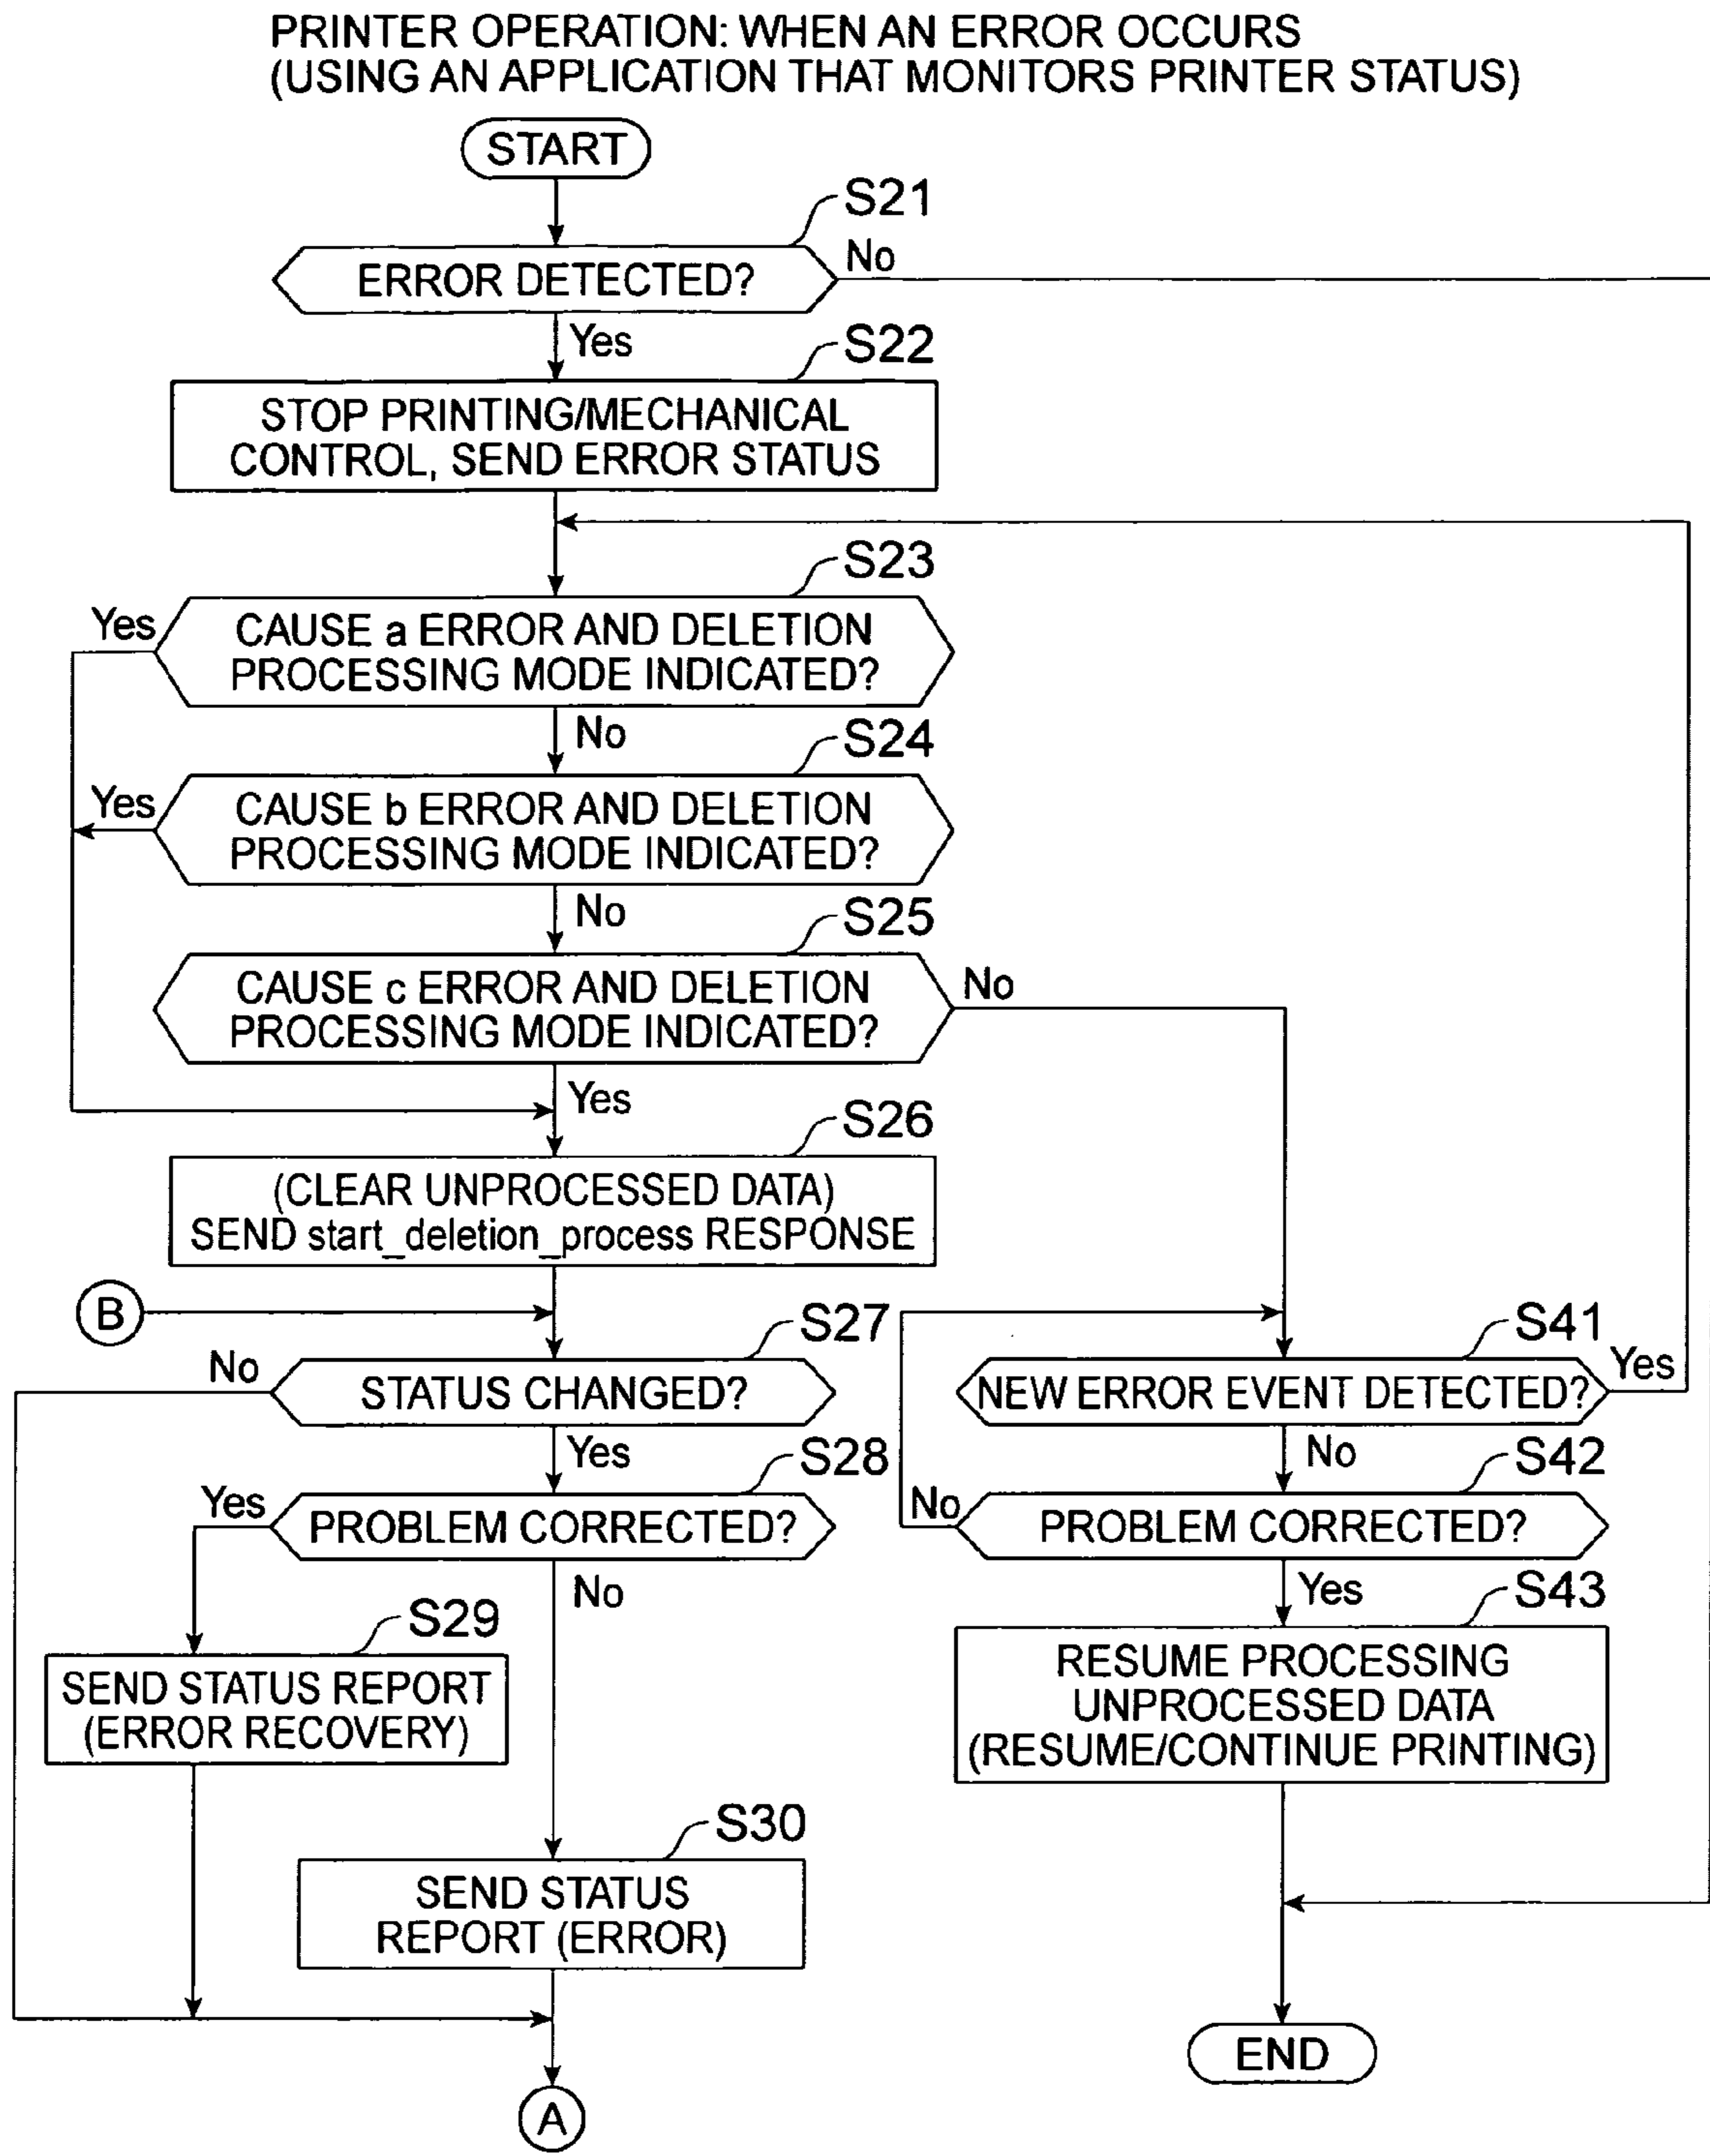 PRINTER OPERATION: WHEN AN ERROR OCCURS
(USING AN APPLICATION THAT MONITORS PRINTER STATUS)
START
S21
ERROR DETECTED?
No
Yes
S22
STOP PRINTING/MECHANICAL
CONTROL, SEND ERROR STATUS
S23
Yes
CAUSE a ERROR AND DELETION
PROCESSING MODE INDICATED?
No
S24
Yes
CAUSE b ERROR AND DELETION
PROCESSING MODE INDICATED?
No
S25
CAUSE c ERROR AND DELETION
PROCESSING MODE INDICATED?
No
Yes
S26
(CLEAR UNPROCESSED DATA)
SEND start_deletion_process RESPONSE
B
S27
No
STATUS CHANGED?
Yes
S28
Yes
PROBLEM CORRECTED?
No
S29
SEND STATUS REPORT
(ERROR RECOVERY)
S30
SEND STATUS
REPORT (ERROR)
A
S41
NEW ERROR EVENT DETECTED?
Yes
No
S42
No
PROBLEM CORRECTED?
Yes
S43
RESUME PROCESSING
UNPROCESSED DATA
(RESUME/CONTINUE PRINTING)
END